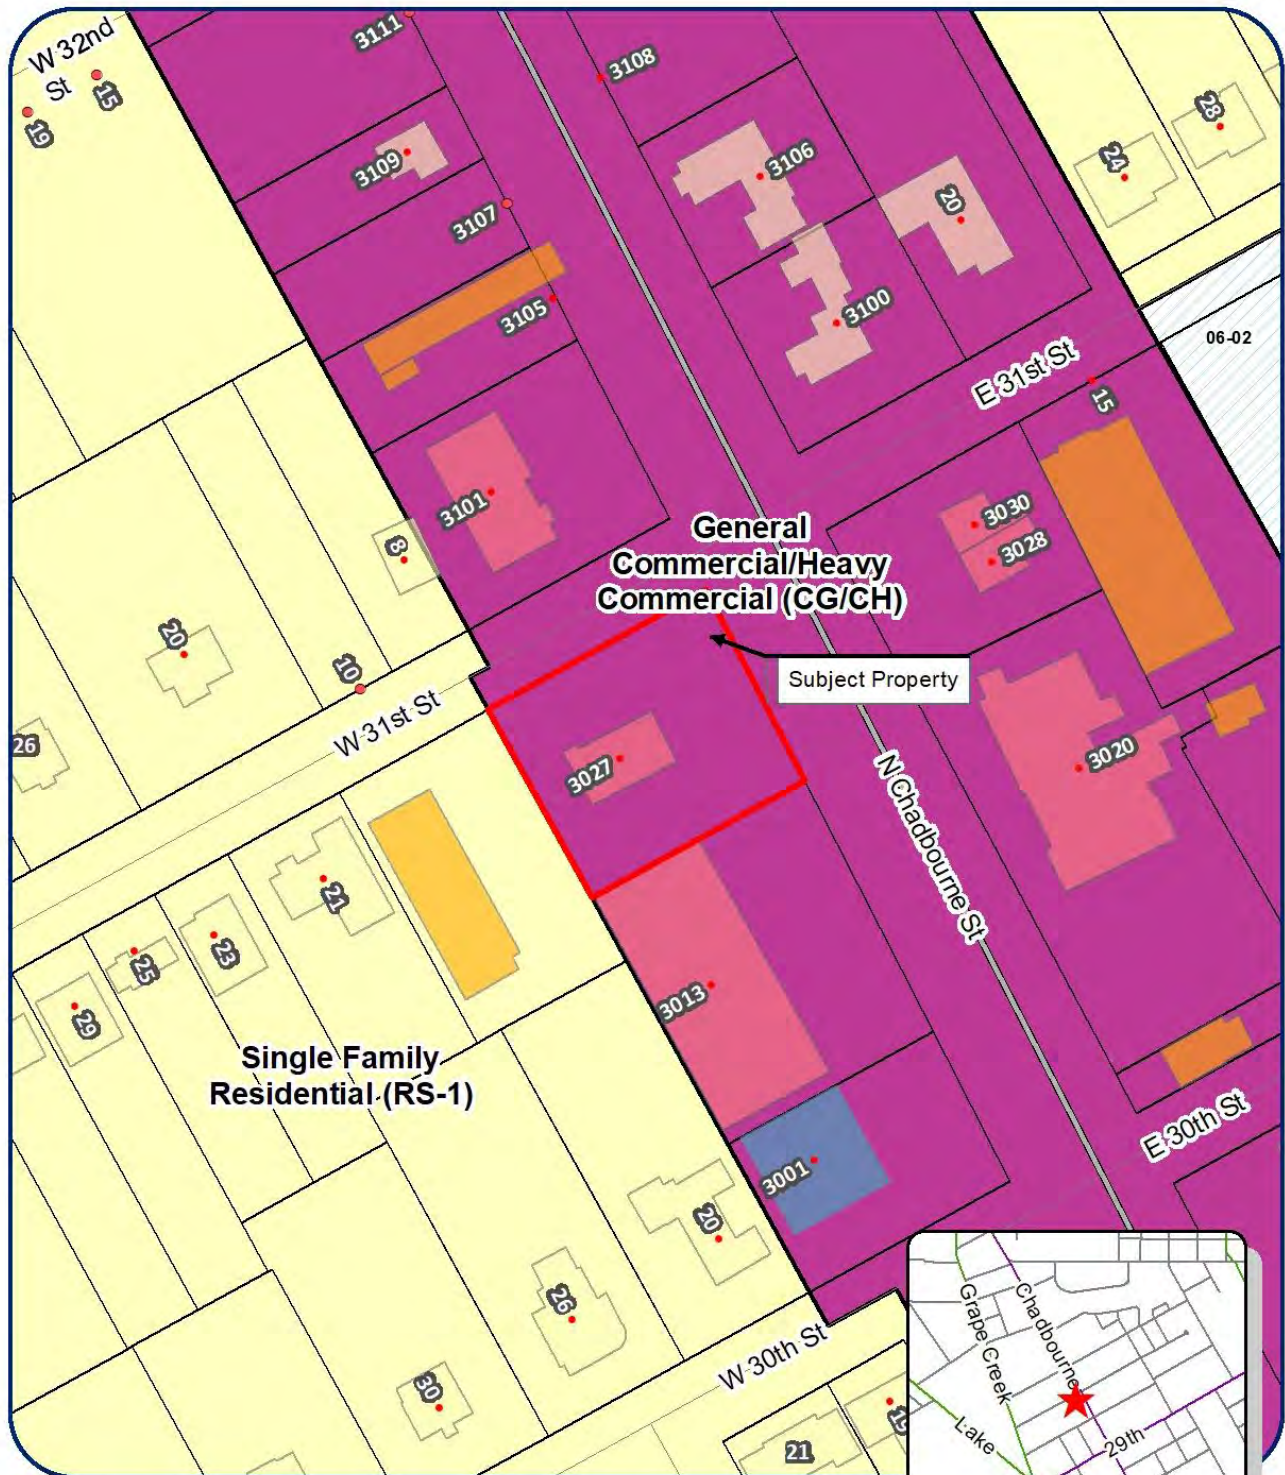 W 32nd
St
3111
3108
15
19
28
3109
3106
24
20
3107
3105
3100
06-02
E 31st St
15
3101
3030
General
Commercial/Heavy
Commercial (CG/CH)
3028
8
20
10
Subject Property
W 31st St
26
3027
3020
N Chadbourne St
21
23
25
3013
29
Single Family
Residential (RS-1)
E 30th St
3001
20
26
W 30th St
30
21
Grape Creek
Chadbourne
Lake
29th